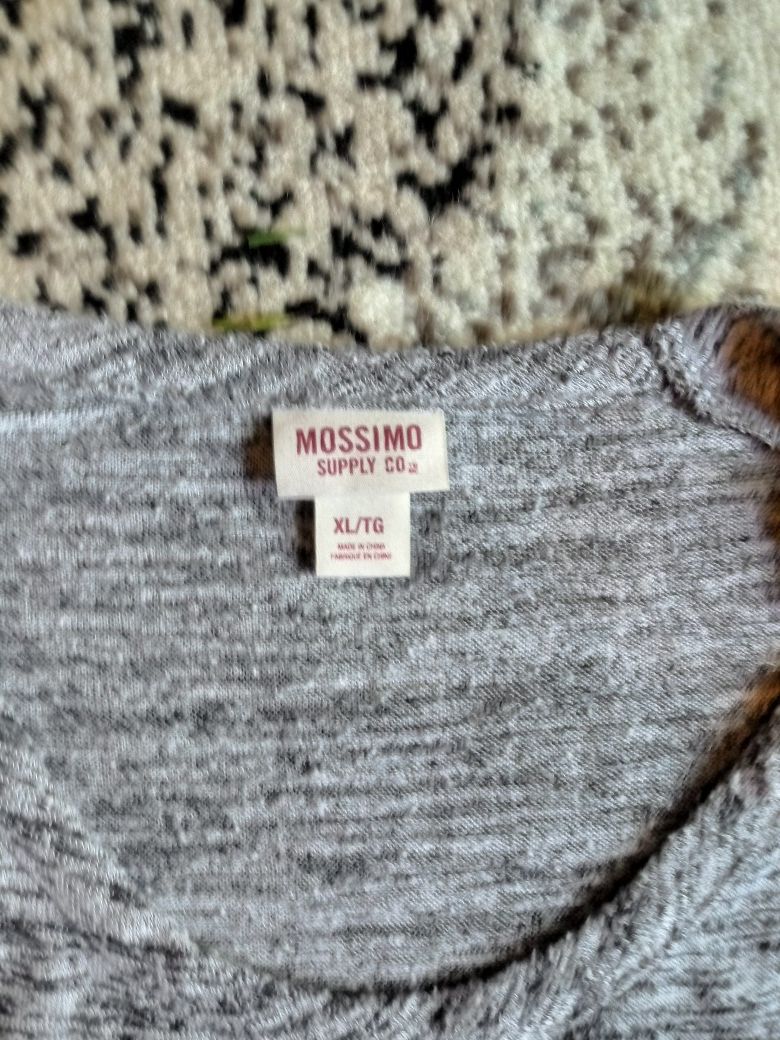 MOSSIMO
SUPPLY CO
XL/TG
MADE IN CHINA
FABRIQUÉ EN CHINE